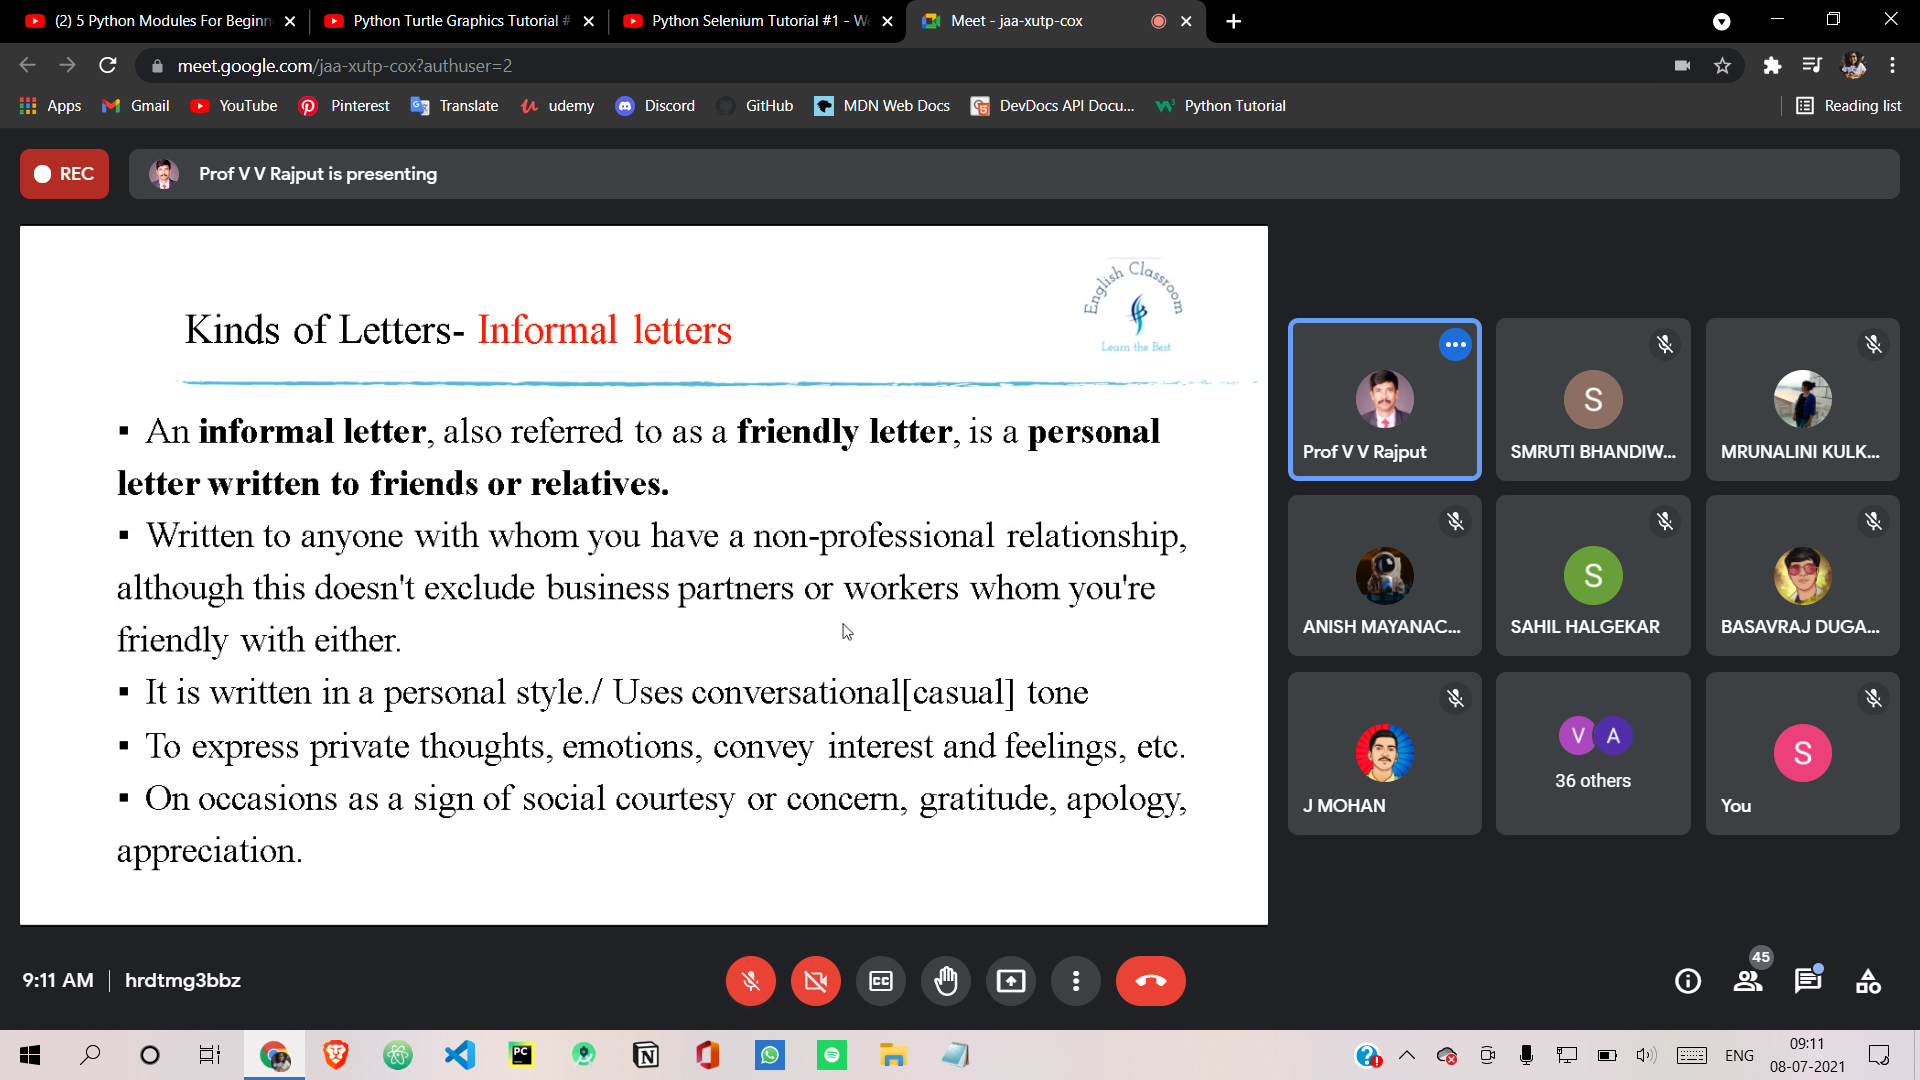 (2) 5 Python Modules For Beginn
Python Turtle Graphics Tutorial #
Python Selenium Tutorial #1 - We
Meet - jaa-xutp-cox
meet.google.com/jaa-xutp-cox?authuser=2
Apps
Gmail
YouTube
Pinterest
Translate
udemy
Discord
GitHub
MDN Web Docs
DevDocs API Docu...
Python Tutorial
Reading list
REC
Prof V V Rajput is presenting
English Classroom
Learn the Best
Kinds of Letters- Informal letters
▪ An informal letter, also referred to as a friendly letter, is a personal
letter written to friends or relatives.
▪ Written to anyone with whom you have a non-professional relationship,
although this doesn't exclude business partners or workers whom you're
friendly with either.
▪ It is written in a personal style./ Uses conversational[casual] tone
▪ To express private thoughts, emotions, convey interest and feelings, etc.
▪ On occasions as a sign of social courtesy or concern, gratitude, apology,
appreciation.
Prof V V Rajput
S
SMRUTI BHANDIW...
MRUNALINI KULK...
ANISH MAYANAC...
S
SAHIL HALGEKAR
BASAVRAJ DUGA...
J MOHAN
V A
36 others
S
You
9:11 AM | hrdtmg3bbz
CC
45
PC
N
ENG
09:11
08-07-2021